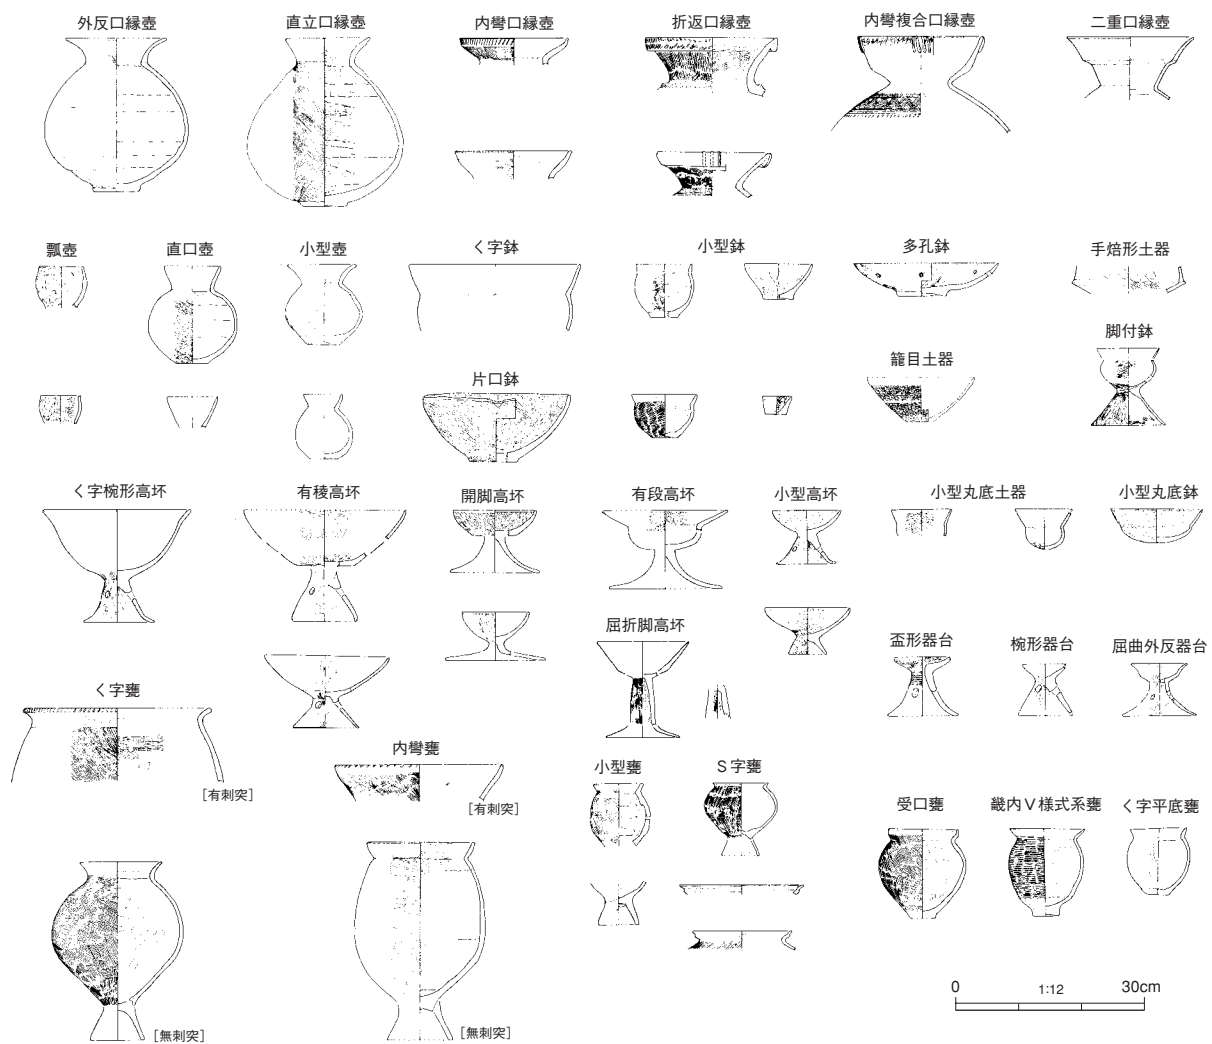 外反口縁壺
直立口縁壺
内彎口縁壺
折返口縁壺
内彎複合口縁壺
二重口縁壺
瓢壺
直口壺
小型壺
く字鉢
小型鉢
多孔鉢
手焙形土器
脚付鉢
籠目土器
片口鉢
く字椀形高坏
有稜高坏
開脚高坏
有段高坏
小型高坏
小型丸底土器
小型丸底鉢
屈折脚高坏
盃形器台
椀形器台
屈曲外反器台
く字甕
[有刺突]
内彎甕
[有刺突]
小型甕
S字甕
受口甕
畿内V様式系甕
く字平底甕
[無刺突]
[無刺突]
0 1:12 30cm